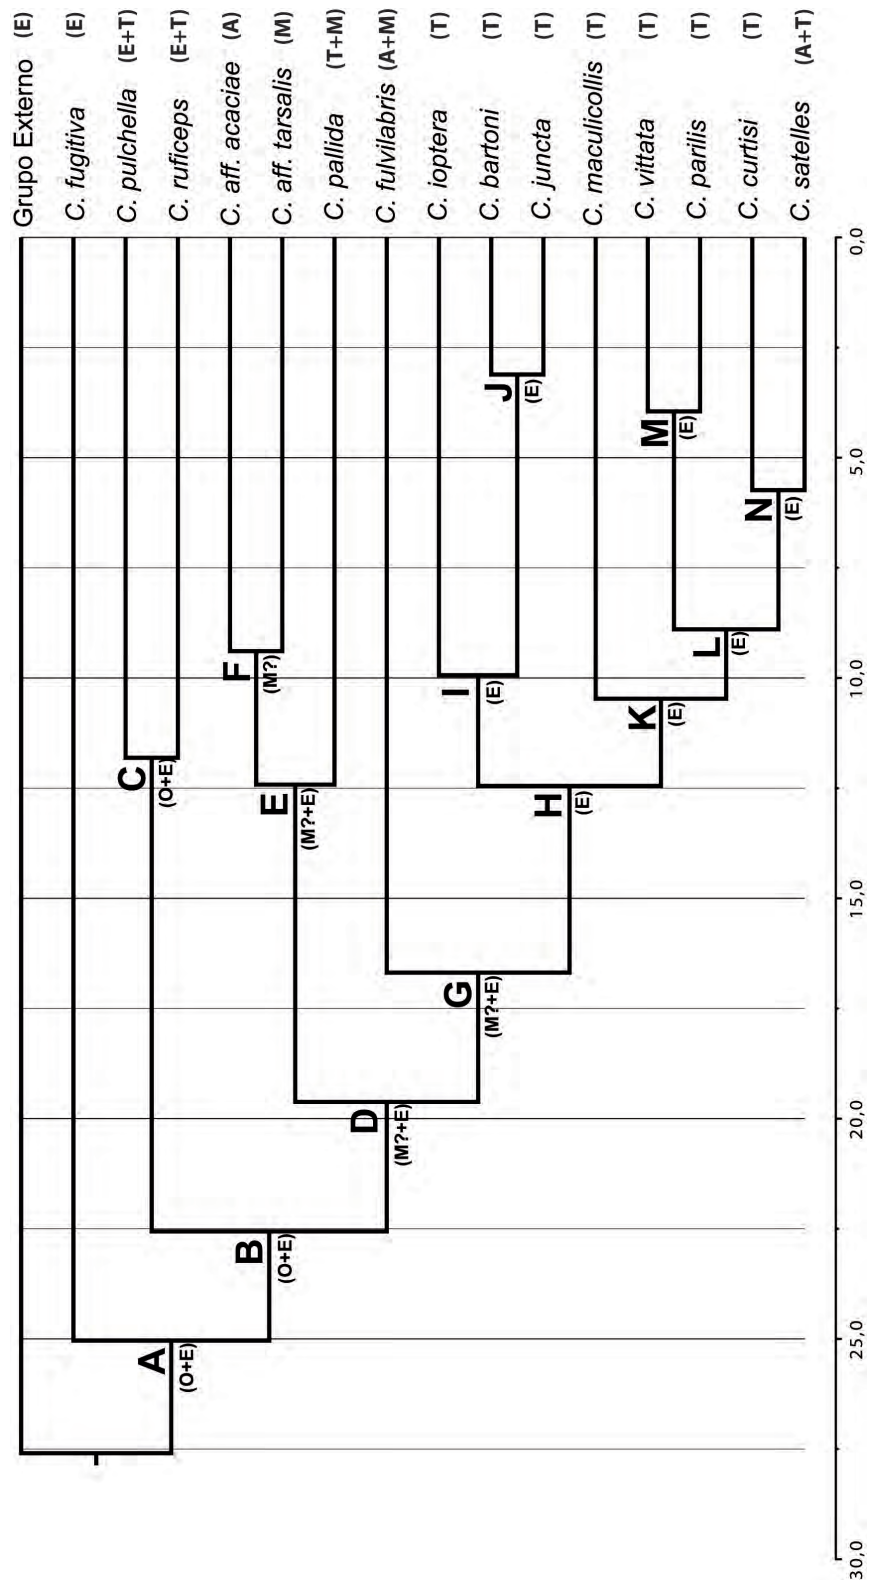 Grupo Externo (E)
C. fugitiva (E)
C. pulchella (E+T)
C. ruficeps (E+T)
C. aff. acaciae (A)
C. aff. tarsalis (M)
C. pallida (T+M)
C. fulvilabris (A+M)
C. ioptera (T)
C. bartoni (T)
C. juncta (T)
C. maculicollis (T)
C. vittata (T)
C. parilis (T)
C. curtisi (T)
C. satelles (A+T)
A
(O+E)
B
(O+E)
C
(O+E)
D
(M?+E)
E
(M?+E)
F
(M?)
G
(M?+E)
H
(E)
I
(E)
J
(E)
K
(E)
L
(E)
M
(E)
N
(E)
30,0 25,0 20,0 15,0 10,0 5,0 0,0